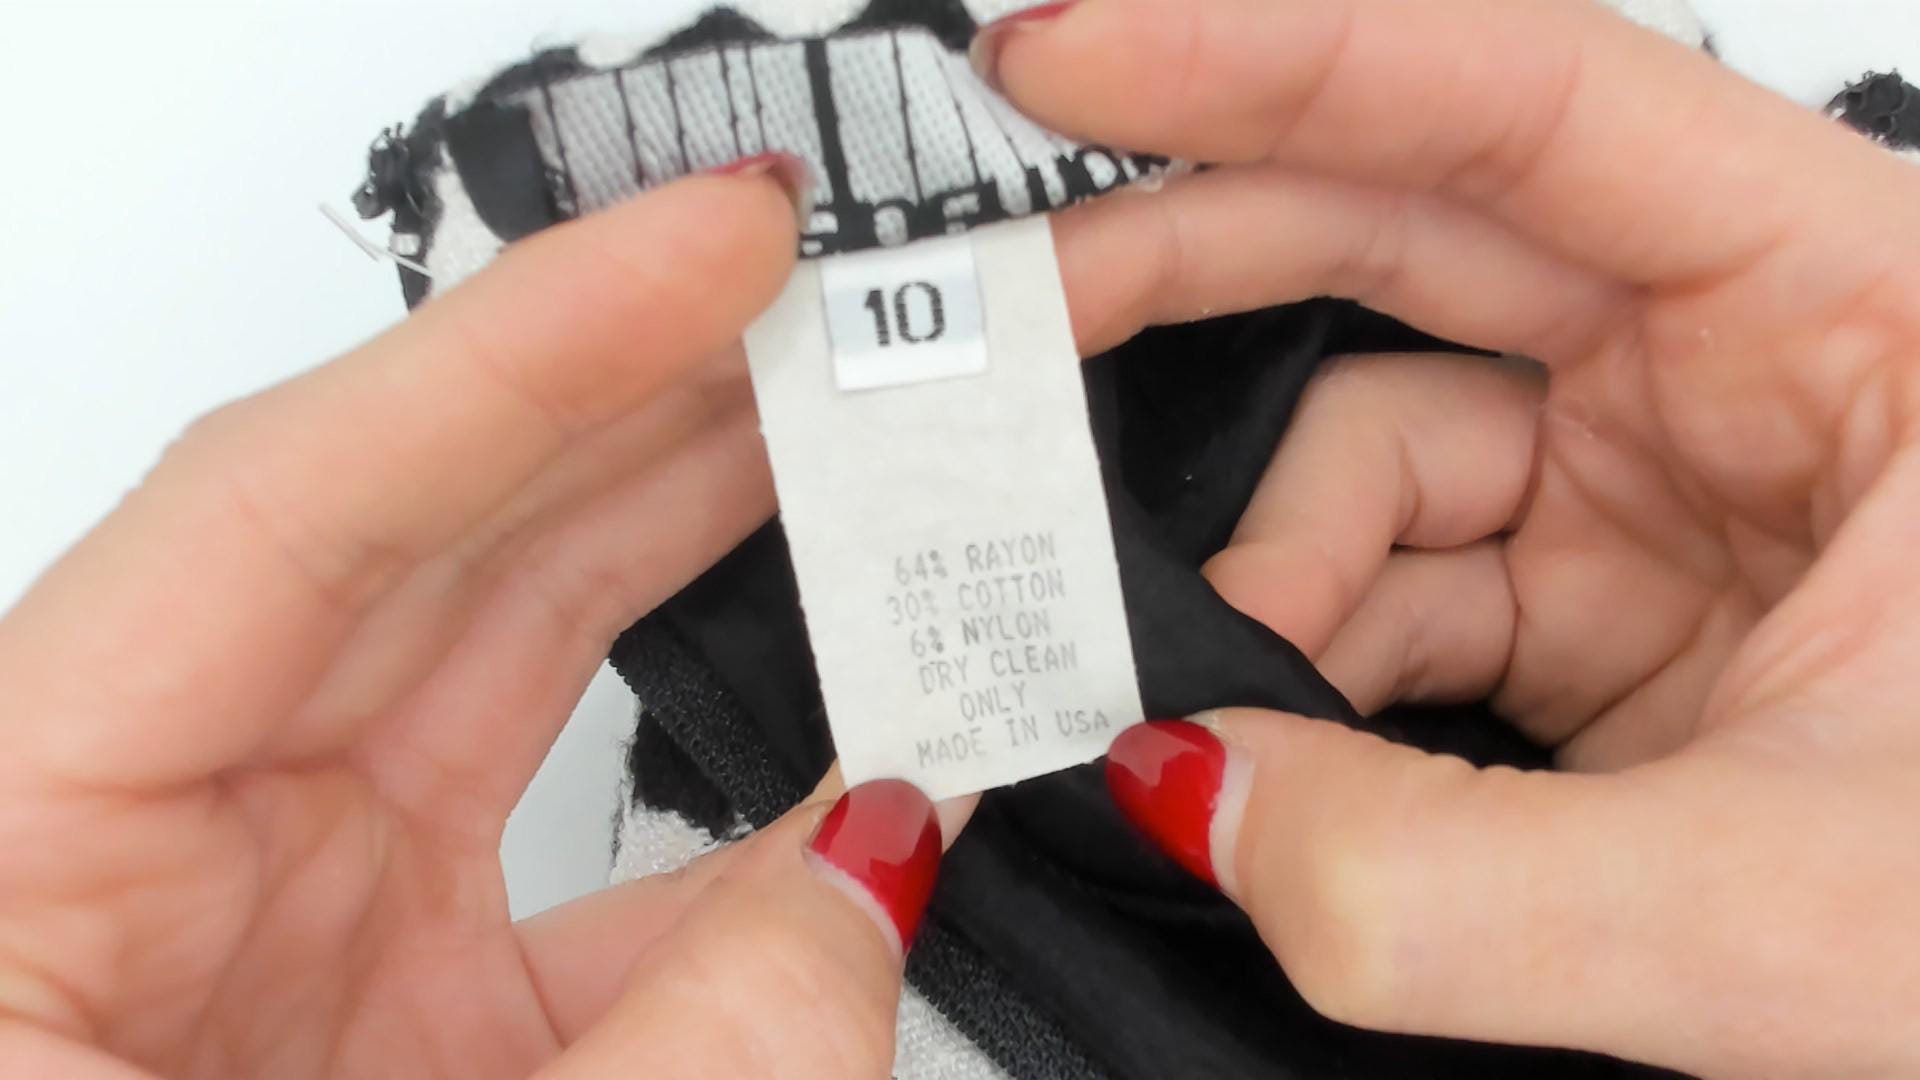 10
64% RAYON
30% COTTON
6% NYLON
DRY CLEAN
ONLY
MADE IN USA